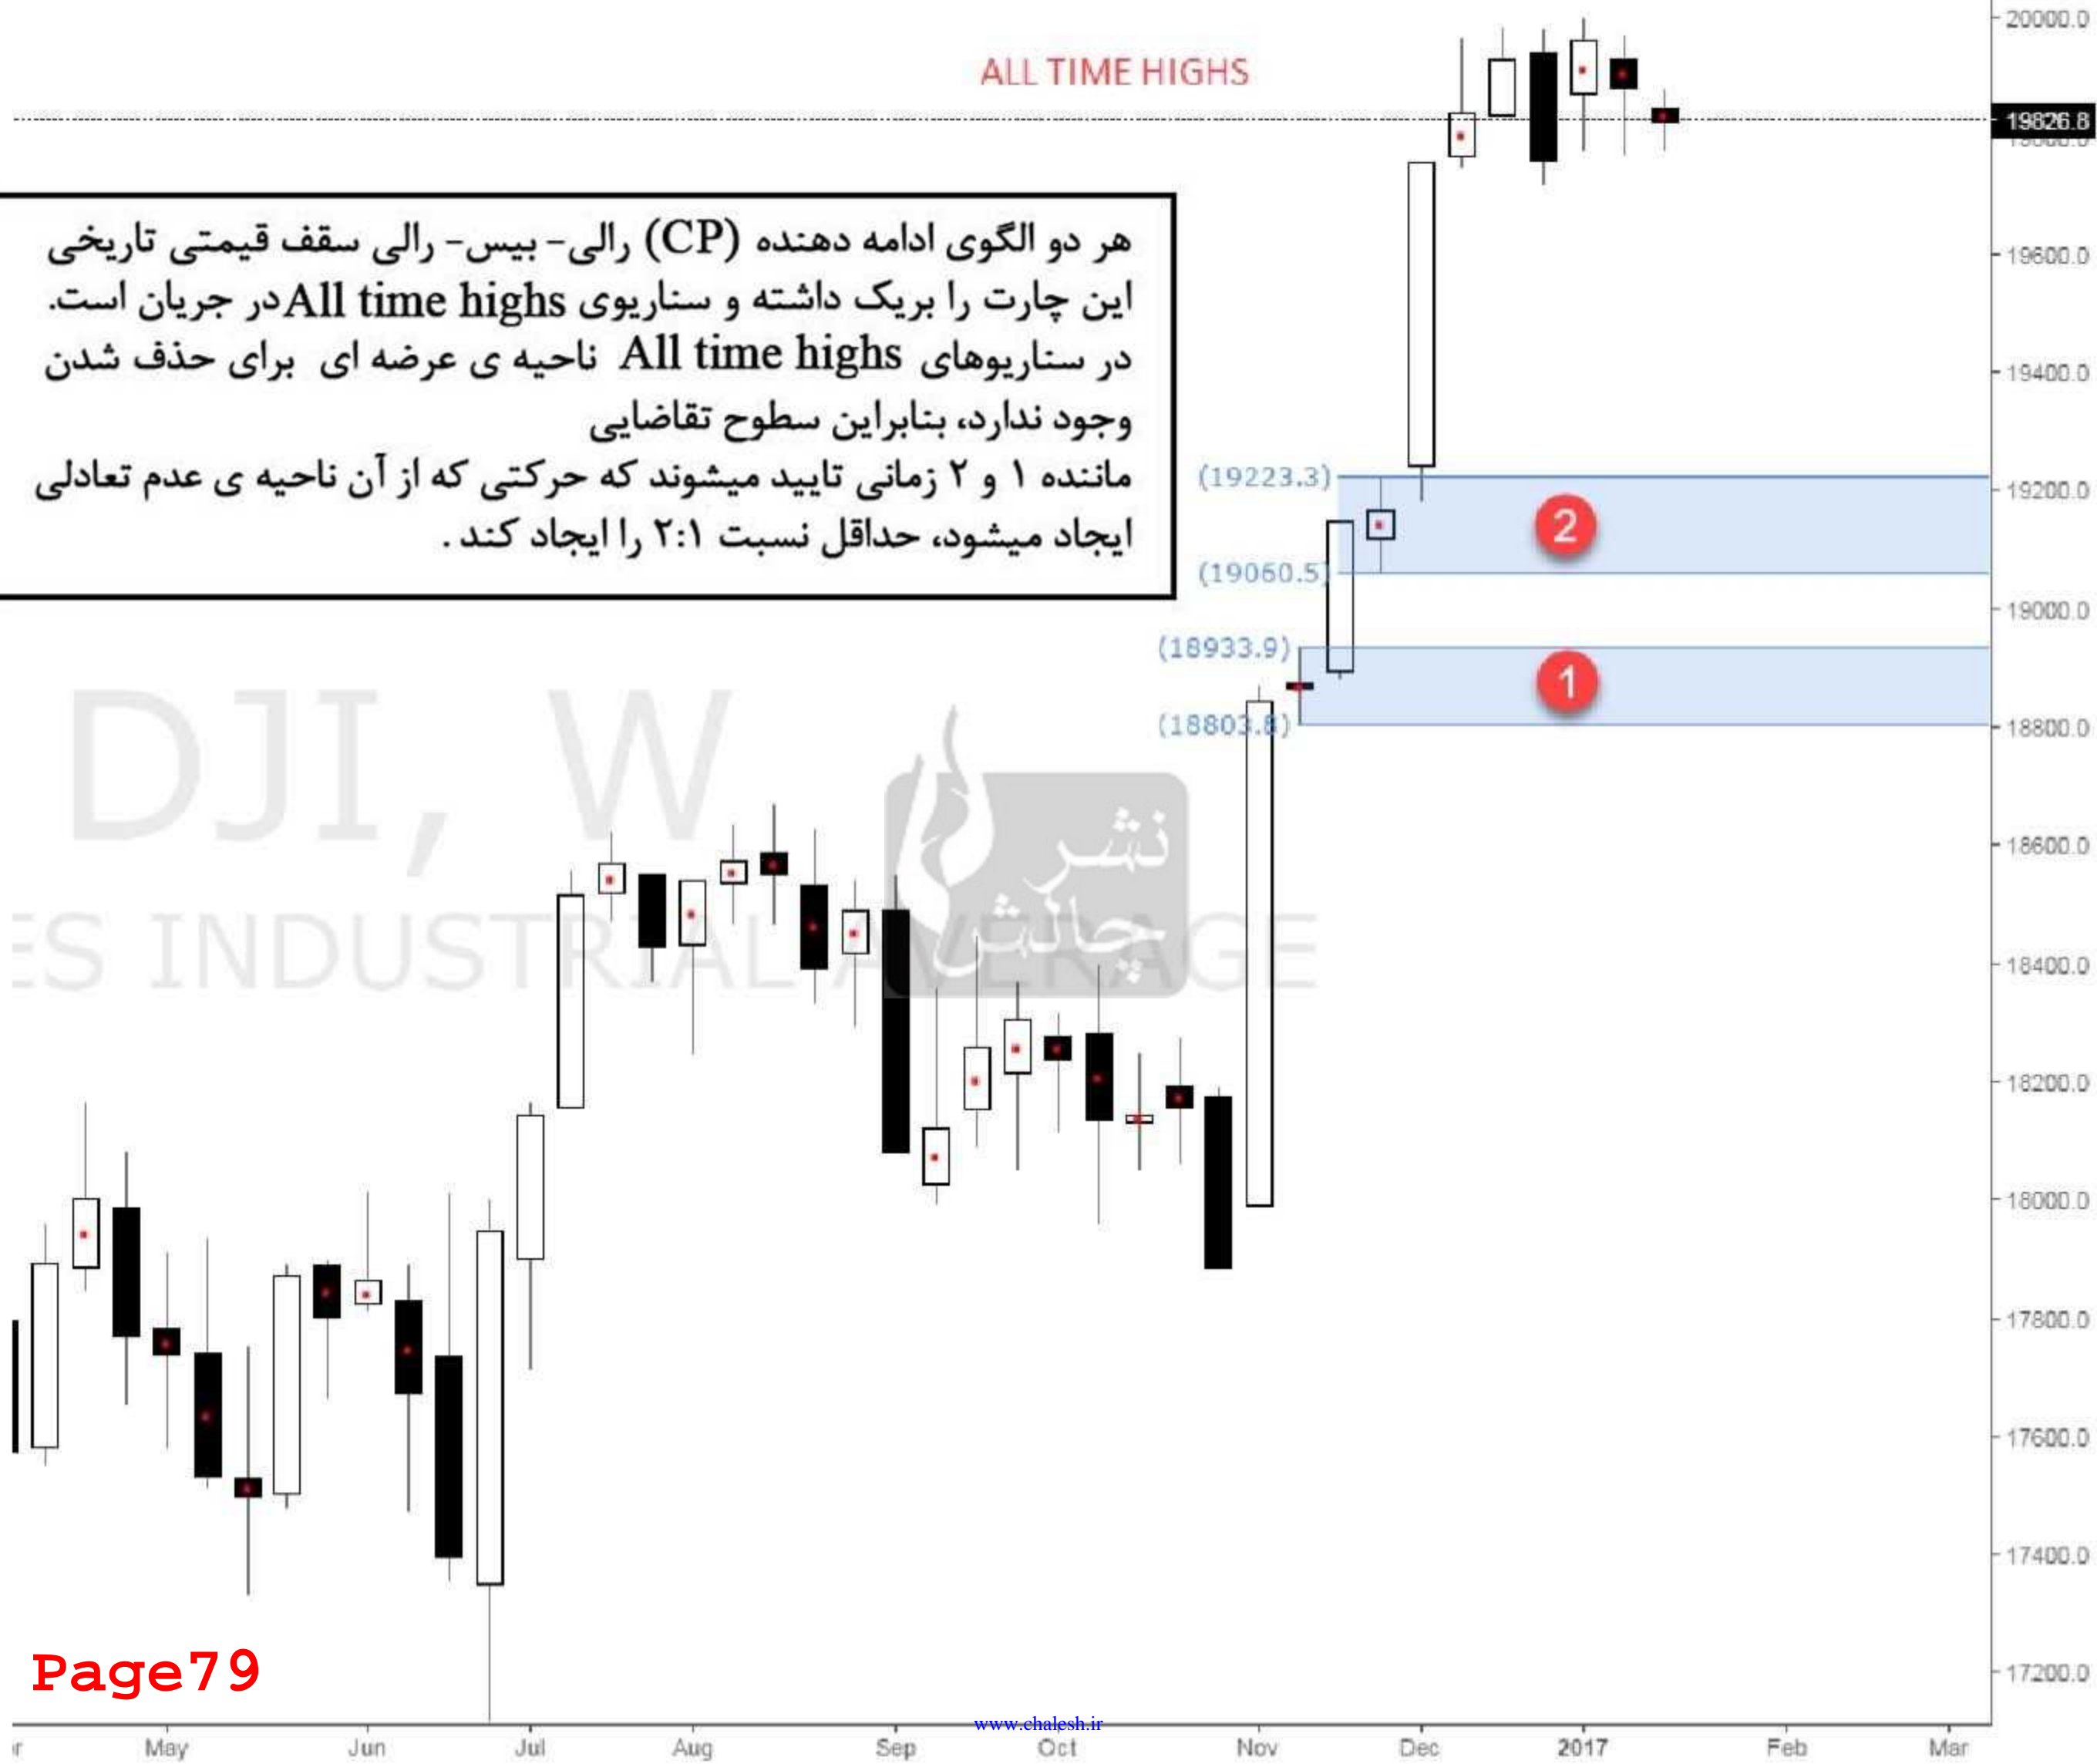 ALL TIME HIGHS
20000.0
19826.8
هر دو الگوی ادامه دهنده (CP) رالی- بیس- رالی سقف قیمتی تاریخی
این چارت را بریک داشته و سناریوی All time highs در جریان است.
در سناریوهای All time highs ناحیه ی عرضه ای برای حذف شدن
وجود ندارد، بنابراین سطوح تقاضایی
ماننده ۱ و ۲ زمانی تایید میشوند که حرکتی که از آن ناحیه ی عدم تعادلی
ایجاد میشود، حداقل نسبت ۲:۱ را ایجاد کند .
19600.0
19400.0
(19223.3)
19200.0
2
(19060.5)
19000.0
(18933.9)
1
(18803.8)
18800.0
DJI, W
نشر
چالش
18600.0
ES INDUSTRIAL AVERAGE
18400.0
18200.0
18000.0
17800.0
17600.0
17400.0
17200.0
Page79
www.chalesh.ir
May Jun Jul Aug Sep Oct Nov Dec 2017 Feb Mar